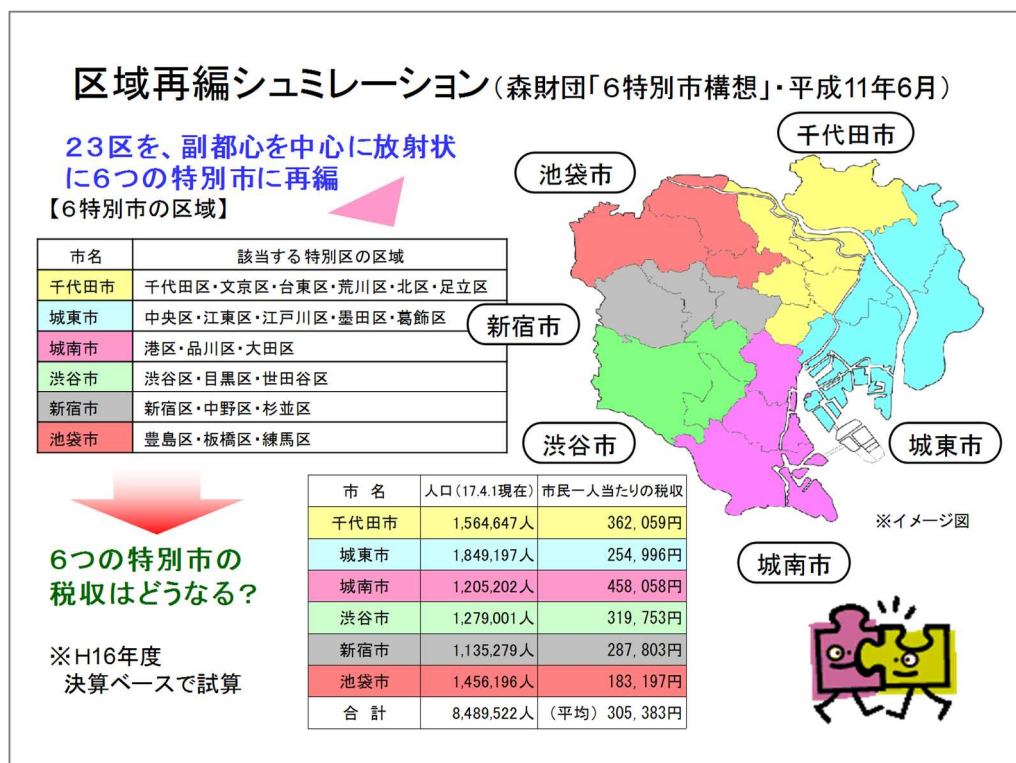 区域再編シュミレーション(森財団「6特別市構想」・平成11年6月)
23区を、副都心を中心に放射状
に6つの特別市に再編
【6特別市の区域】
市名 該当する特別区の区域
千代田市 千代田区・文京区・台東区・荒川区・北区・足立区
城東市 中央区・江東区・江戸川区・墨田区・葛飾区
城南市 港区・品川区・大田区
渋谷市 渋谷区・目黒区・世田谷区
新宿市 新宿区・中野区・杉並区
池袋市 豊島区・板橋区・練馬区
千代田市
池袋市
新宿市
渋谷市
城東市
※イメージ図
城南市
6つの特別市の
税収はどうなる?
※H16年度
決算ベースで試算
市 名 人口(17.4.1現在) 市民一人当たりの税収
千代田市 1,564,647人 362,059円
城東市 1,849,197人 254,996円
城南市 1,205,202人 458,058円
渋谷市 1,279,001人 319,753円
新宿市 1,135,279人 287,803円
池袋市 1,456,196人 183,197円
合 計 8,489,522人 (平均) 305,383円